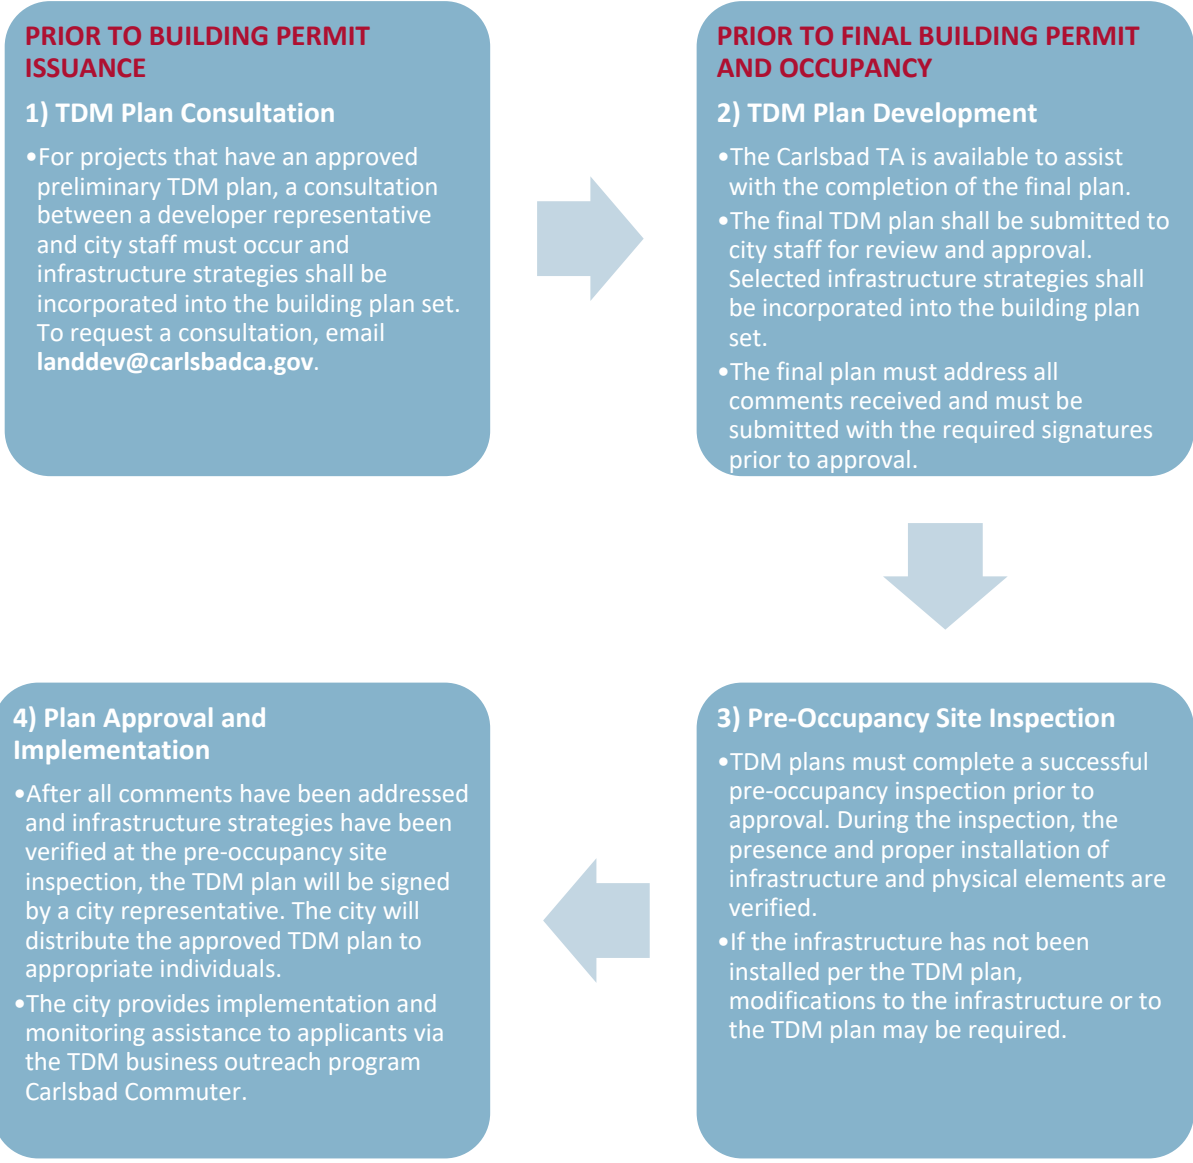 PRIOR TO BUILDING PERMIT
ISSUANCE
1) TDM Plan Consultation
•For projects that have an approved
preliminary TDM plan, a consultation
between a developer representative
and city staff must occur and
infrastructure strategies shall be
incorporated into the building plan set.
To request a consultation, email
landdev@carlsbadca.gov.
PRIOR TO FINAL BUILDING PERMIT
AND OCCUPANCY
2) TDM Plan Development
•The Carlsbad TA is available to assist
with the completion of the final plan.
•The final TDM plan shall be submitted to
city staff for review and approval.
Selected infrastructure strategies shall
be incorporated into the building plan
set.
•The final plan must address all
comments received and must be
submitted with the required signatures
prior to approval.
3) Pre-Occupancy Site Inspection
•TDM plans must complete a successful
pre-occupancy inspection prior to
approval. During the inspection, the
presence and proper installation of
infrastructure and physical elements are
verified.
•If the infrastructure has not been
installed per the TDM plan,
modifications to the infrastructure or to
the TDM plan may be required.
4) Plan Approval and
Implementation
•After all comments have been addressed
and infrastructure strategies have been
verified at the pre-occupancy site
inspection, the TDM plan will be signed
by a city representative. The city will
distribute the approved TDM plan to
appropriate individuals.
•The city provides implementation and
monitoring assistance to applicants via
the TDM business outreach program
Carlsbad Commuter.